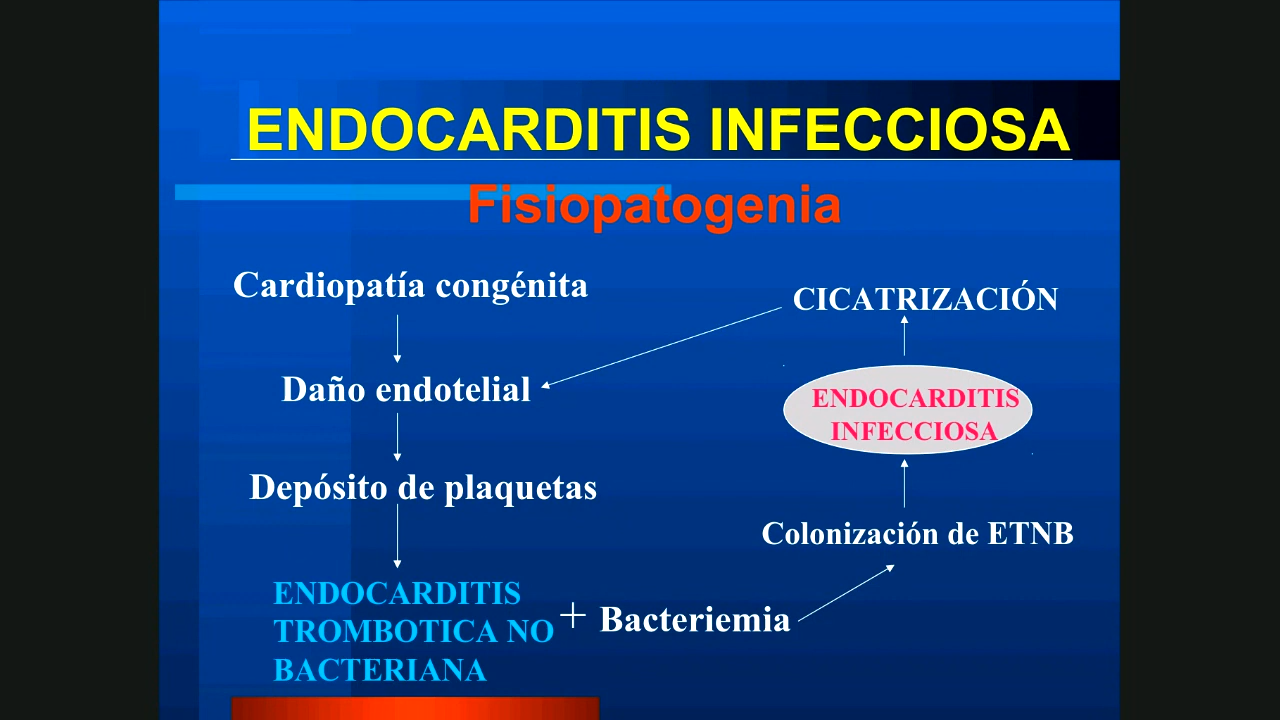 ENDOCARDITIS INFECCIOSA
Fisiopatogenia
Cardiopatía congénita
Daño endotelial
Depósito de plaquetas
ENDOCARDITIS
TROMBOTICA NO
BACTERIANA
+ Bacteriemia
Colonización de ETNB
ENDOCARDITIS
INFECCIOSA
CICATRIZACIÓN